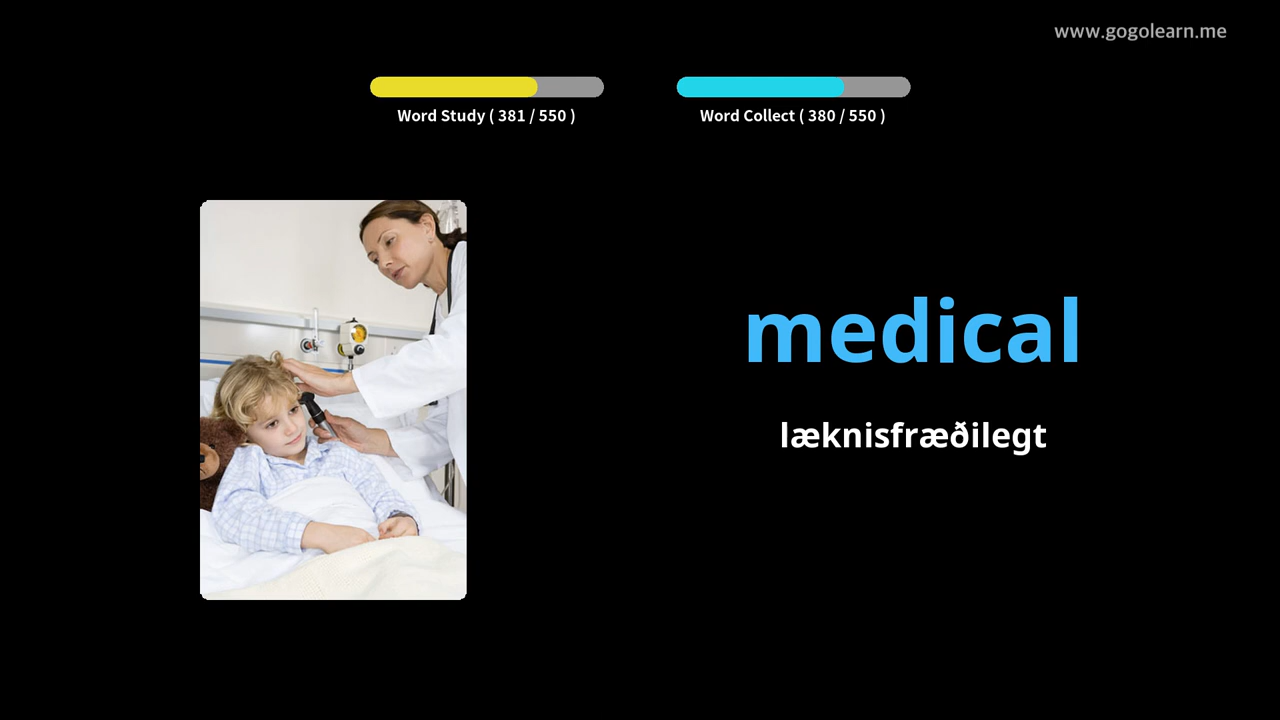 www.gogolearn.me
Word Study ( 381 / 550 )
Word Collect ( 380 / 550 )
medical
læknisfræðilegt